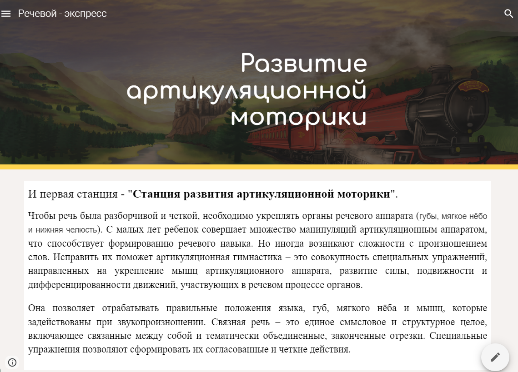 Речевой - экспресс
Развитие
артикуляционной
моторики
И первая станция - "Станция развития артикуляционной моторики".
Чтобы речь была разборчивой и четкой, необходимо укреплять органы речевого аппарата (губы, мягкое нёбо
и нижняя челюсть). С малых лет ребенок совершает множество манипуляций артикуляционным аппаратом,
что способствует формированию речевого навыка. Но иногда возникают сложности с произношением
слов. Исправить их поможет артикуляционная гимнастика – это совокупность специальных упражнений,
направленных на укрепление мышц артикуляционного аппарата, развитие силы, подвижности и
дифференцированности движений, участвующих в речевом процессе органов.
Она позволяет отрабатывать правильные положения языка, губ, мягкого нёба и мышц, которые
задействованы при звукопроизношении. Связная речь – это единое смысловое и структурное целое,
включающее связанные между собой и тематически объединенные, законченные отрезки. Специальные
упражнения позволяют сформировать их согласованные и четкие действия.